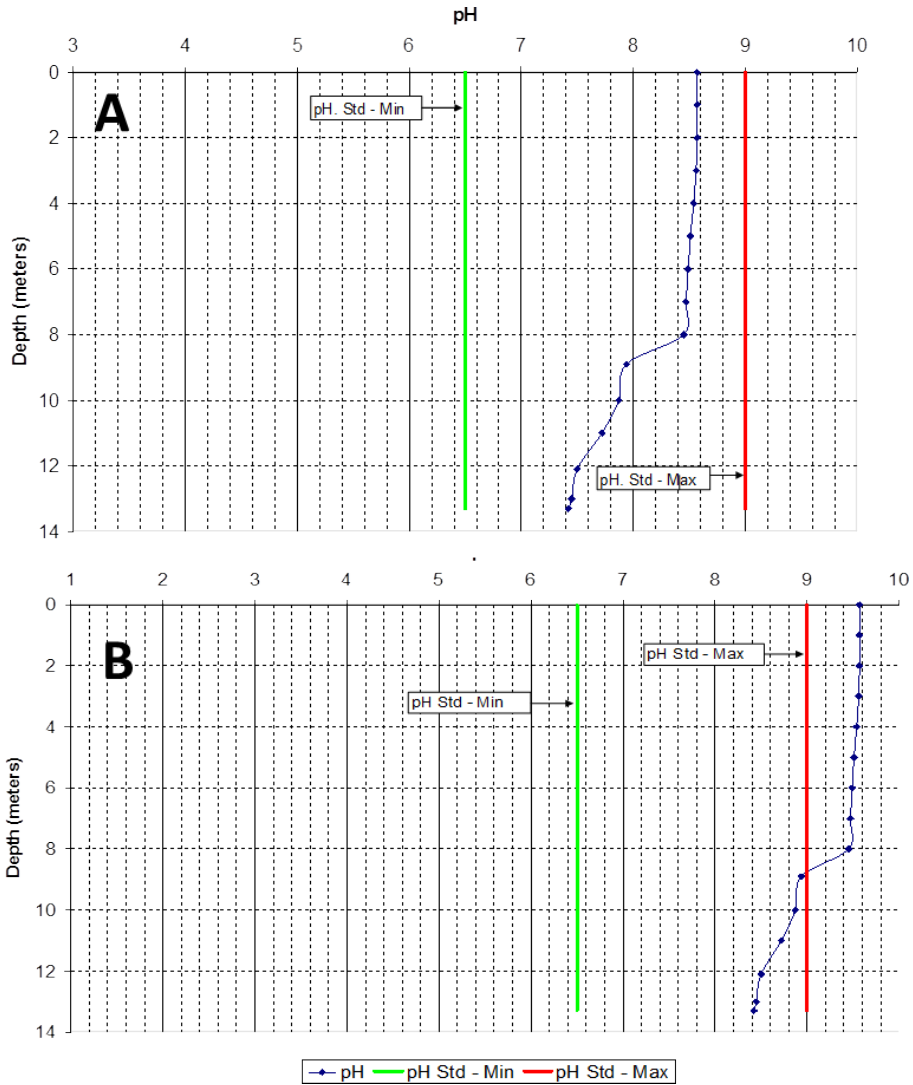 pH
3 4 5 6 7 8 9 10
0
A
pH. Std - Min
2
4
6
Depth (meters)
8
10
12
pH. Std - Max
14
1 2 3 4 5 6 7 8 9 10
0
B
pH Std - Max
2
pH Std - Min
4
6
Depth (meters)
8
10
12
14
pH pH Std - Min pH Std - Max